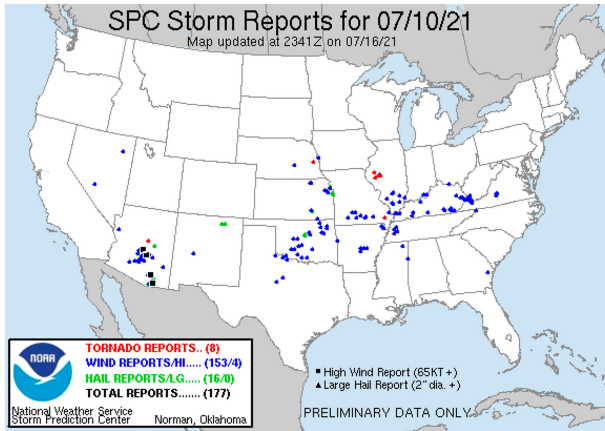 SPC Storm Reports for 07/10/21
Map updated at 2341Z on 07/16/21
TORNADO REPORTS.. (8)
WIND REPORTS/HI..... (153/4)
HAIL REPORTS/LG..... (16/0)
TOTAL REPORTS....... (177)
NOAA
National Weather Service
Storm Prediction Center Norman, Oklahoma
High Wind Report (65KT +)
Large Hail Report (2" dia. +)
PRELIMINARY DATA ONLY